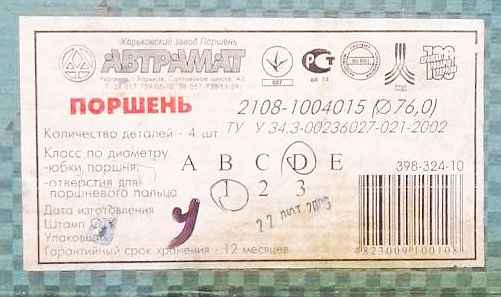 Харьковский завод Поршень
АВТРАМАТ
ПОРШЕНЬ
2108-1004015 (Ø76,0)
Количество деталей - 4 шт
ТУ У 34.3-00236027-021-2002
Класс по диаметру
-юбки поршня:
A B C D E
398-324-10
-отверстия для
поршневого пальца
1 2 3
Дата изготовления
22
Штамп
Упаковщик
Гарантийный срок хранения - 12 месяцев